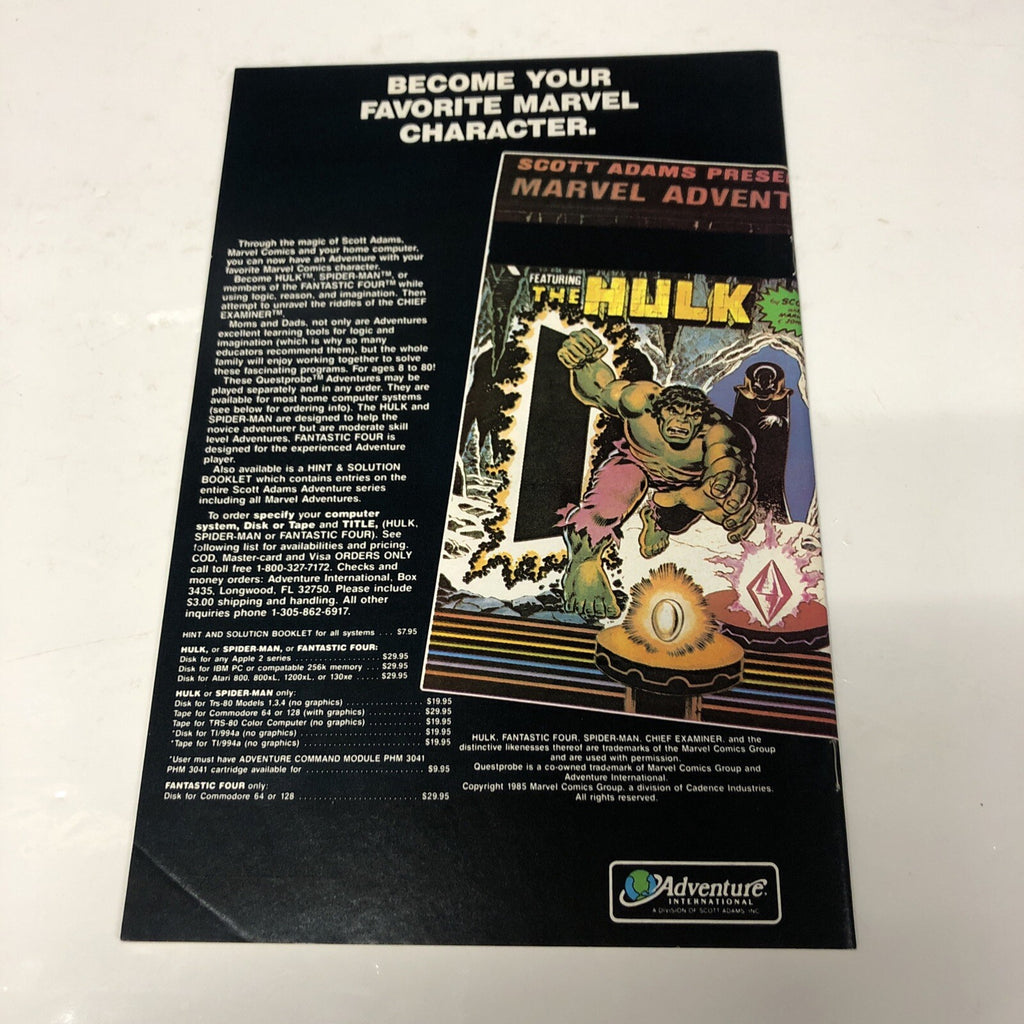 BECOME YOUR
FAVORITE MARVEL
CHARACTER.
SCOTT ADAMS PRESE
MARVEL ADVENT
FEATURING
THE HULK
by SCO
Through the magic of Scott Adams,
Marvel Comics and your home computer,
you can now have an Adventure with your
favorite Marvel Comics character.
Become HULK™, SPIDER-MAN™, or
members of the FANTASTIC FOUR™ while
using logic, reason, and imagination. Then
attempt to unravel the riddles of the CHIEF
EXAMINER™.
Moms and Dads, not only are Adventures
excellent learning tools for logic and
imagination (which is why so many
educators recommend them), but the whole
family will enjoy working together to solve
these fascinating programs. For ages 8 to 80!
These Questprobe™ Adventures may be
played separately and in any order. They are
available for most home computer systems
(see below for ordering info). The HULK and
SPIDER-MAN are designed to help the
novice adventurer but are moderate skill
level Adventures, FANTASTIC FOUR is
designed for the experienced Adventure
player.
Also available is a HINT & SOLUTION
BOOKLET which contains entries on the
entire Scott Adams Adventure series
including all Marvel Adventures.
To order specify your computer
system, Disk or Tape and TITLE, (HULK,
SPIDER-MAN or FANTASTIC FOUR). See
following list for availabilities and pricing.
COD, Master-card and Visa ORDERS ONLY
call toll free 1-800-327-7172. Checks and
money orders: Adventure International, Box
3435, Longwood, FL 32750. Please include
$3.00 shipping and handling. All other
inquiries phone 1-305-862-6917.
HINT AND SOLUTION BOOKLET for all systems ... $7.95
HULK, or SPIDER-MAN, or FANTASTIC FOUR:
Disk for any Apple 2 series .................. $29.95
Disk for IBM PC or compatable 256k memory ... $29.95
Disk for Atari 800, 800xL, 1200xL, or 130xe ..... $29.95
HULK or SPIDER-MAN only:
Disk for Trs-80 Models 1,3,4 (no graphics) .................. $19.95
Tape for Commodore 64 or 128 (with graphics) ............ $29.95
Tape for TRS-80 Color Computer (no graphics) ............ $19.95
*Disk for TI/994a (no graphics) .......................... $19.95
*Tape for TI/994a (no graphics) .......................... $19.95
*User must have ADVENTURE COMMAND MODULE PHM 3041
PHM 3041 cartridge available for .......................... $9.95
FANTASTIC FOUR only:
Disk for Commodore 64 or 128 .......................... $29.95
HULK, FANTASTIC FOUR, SPIDER-MAN, CHIEF EXAMINER, and the
distinctive likenesses thereof are trademarks of the Marvel Comics Group
and are used with permission.
Questprobe is a co-owned trademark of Marvel Comics Group and
Adventure International.
Copyright 1985 Marvel Comics Group, a division of Cadence Industries.
All rights reserved.
Adventure
INTERNATIONAL
A DIVISION OF SCOTT ADAMS, INC.